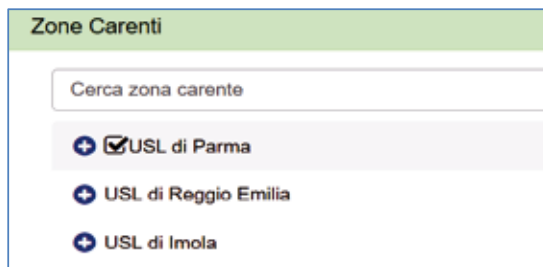 Zone Carenti
Cerca zona carente
USL di Parma
USL di Reggio Emilia
USL di Imola